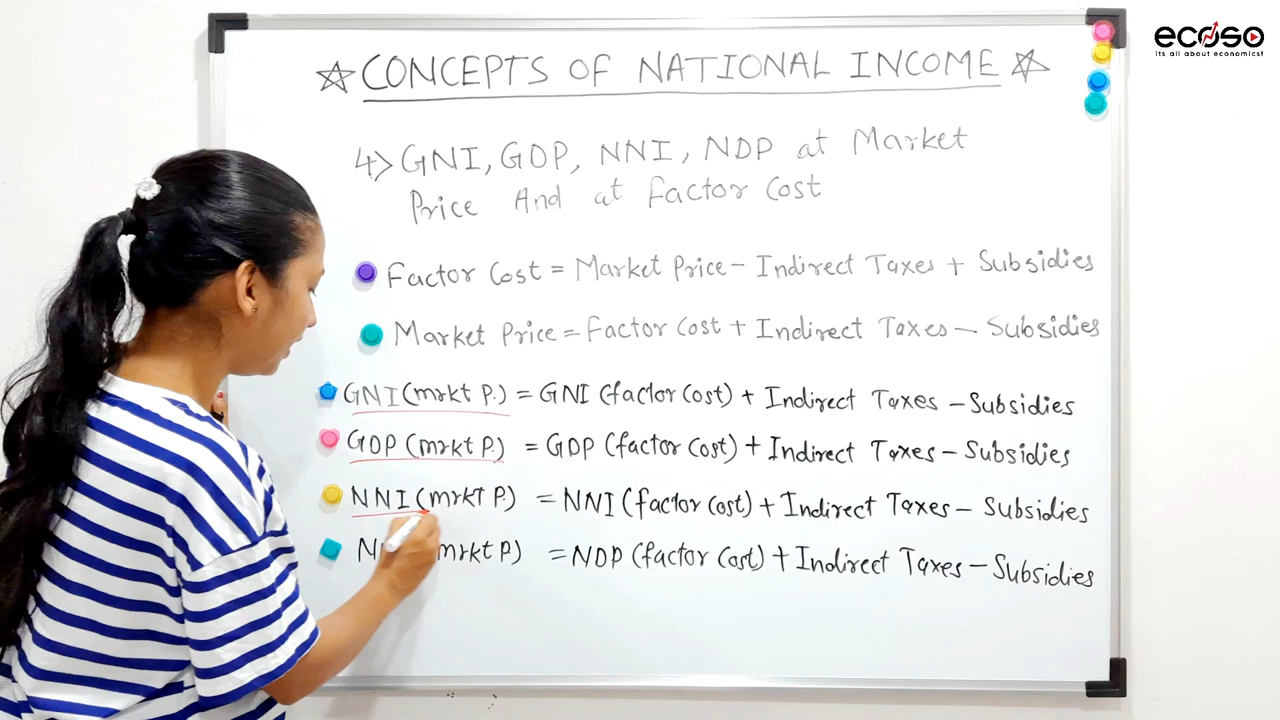 ecoso
its all about economics!
☆ CONCEPTS OF NATIONAL INCOME ☆
4> GNI, GDP, NNI, NDP at Market
Price And at Factor Cost
Factor Cost = Market Price - Indirect Taxes + Subsidies
Market Price = Factor Cost + Indirect Taxes - Subsidies
GNI (mrkt P.) = GNI (factor Cost) + Indirect Taxes - Subsidies
GDP (mrkt P.) = GDP (factor Cost) + Indirect Taxes - Subsidies
NNI (mrkt P.) = NNI (factor Cost) + Indirect Taxes - Subsidies
(mrkt P) = NDP (factor Cost) + Indirect Taxes - Subsidies